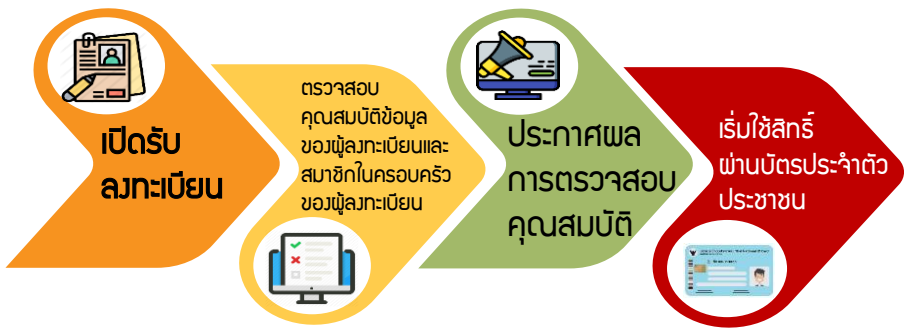 เปิดรับ
ลงทะเบียน
ตรวจสอบ
คุณสมบัติข้อมูล
ของผู้ลงทะเบียนและ
สมาชิกในครอบครัว
ของผู้ลงทะเบียน
ประกาศผล
การตรวจสอบ
คุณสมบัติ
เริ่มใช้สิทธิ์
ผ่านบัตรประจำตัว
ประชาชน